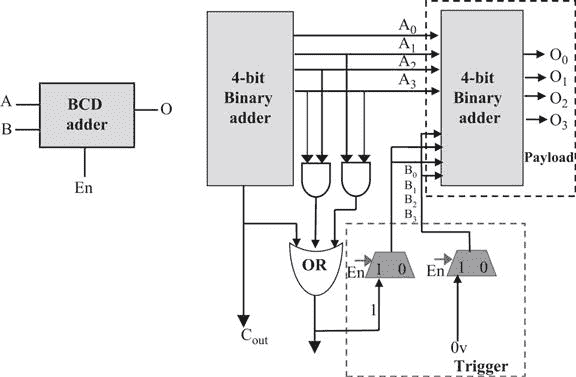 A
B
BCD
adder
O
En
4-bit
Binary
adder
A0
A1
A2
A3
4-bit
Binary
adder
O0
O1
O2
O3
Payload
B0
B1
B2
B3
OR
Cout
En
1 0
1
En
1 0
0v
Trigger